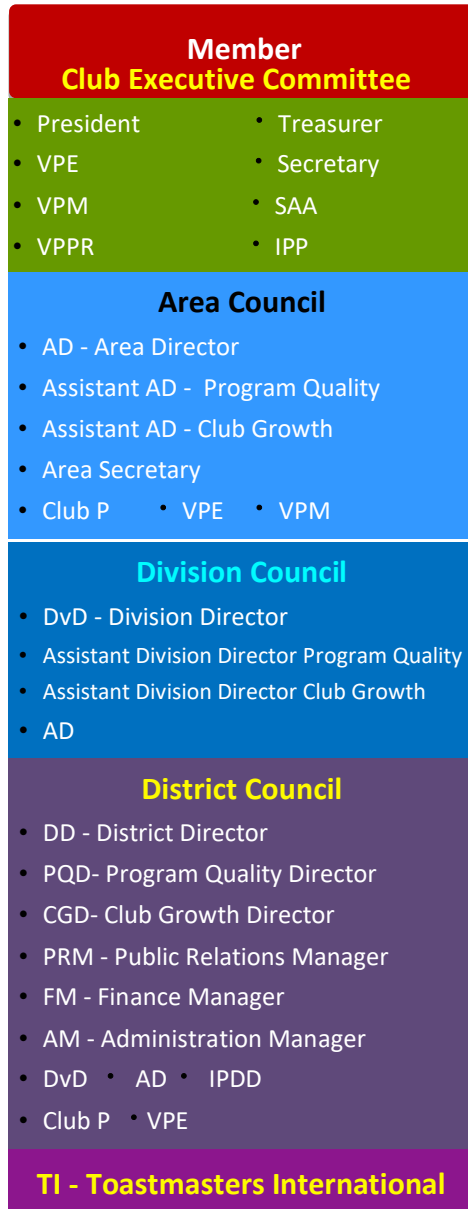 Member
Club Executive Committee
• President • Treasurer
• VPE • Secretary
• VPM • SAA
• VPPR • IPP
Area Council
• AD - Area Director
• Assistant AD - Program Quality
• Assistant AD - Club Growth
• Area Secretary
• Club P • VPE • VPM
Division Council
• DvD - Division Director
• Assistant Division Director Program Quality
• Assistant Division Director Club Growth
• AD
District Council
• DD - District Director
• PQD- Program Quality Director
• CGD- Club Growth Director
• PRM - Public Relations Manager
• FM - Finance Manager
• AM - Administration Manager
• DvD • AD • IPDD
• Club P • VPE
TI - Toastmasters International